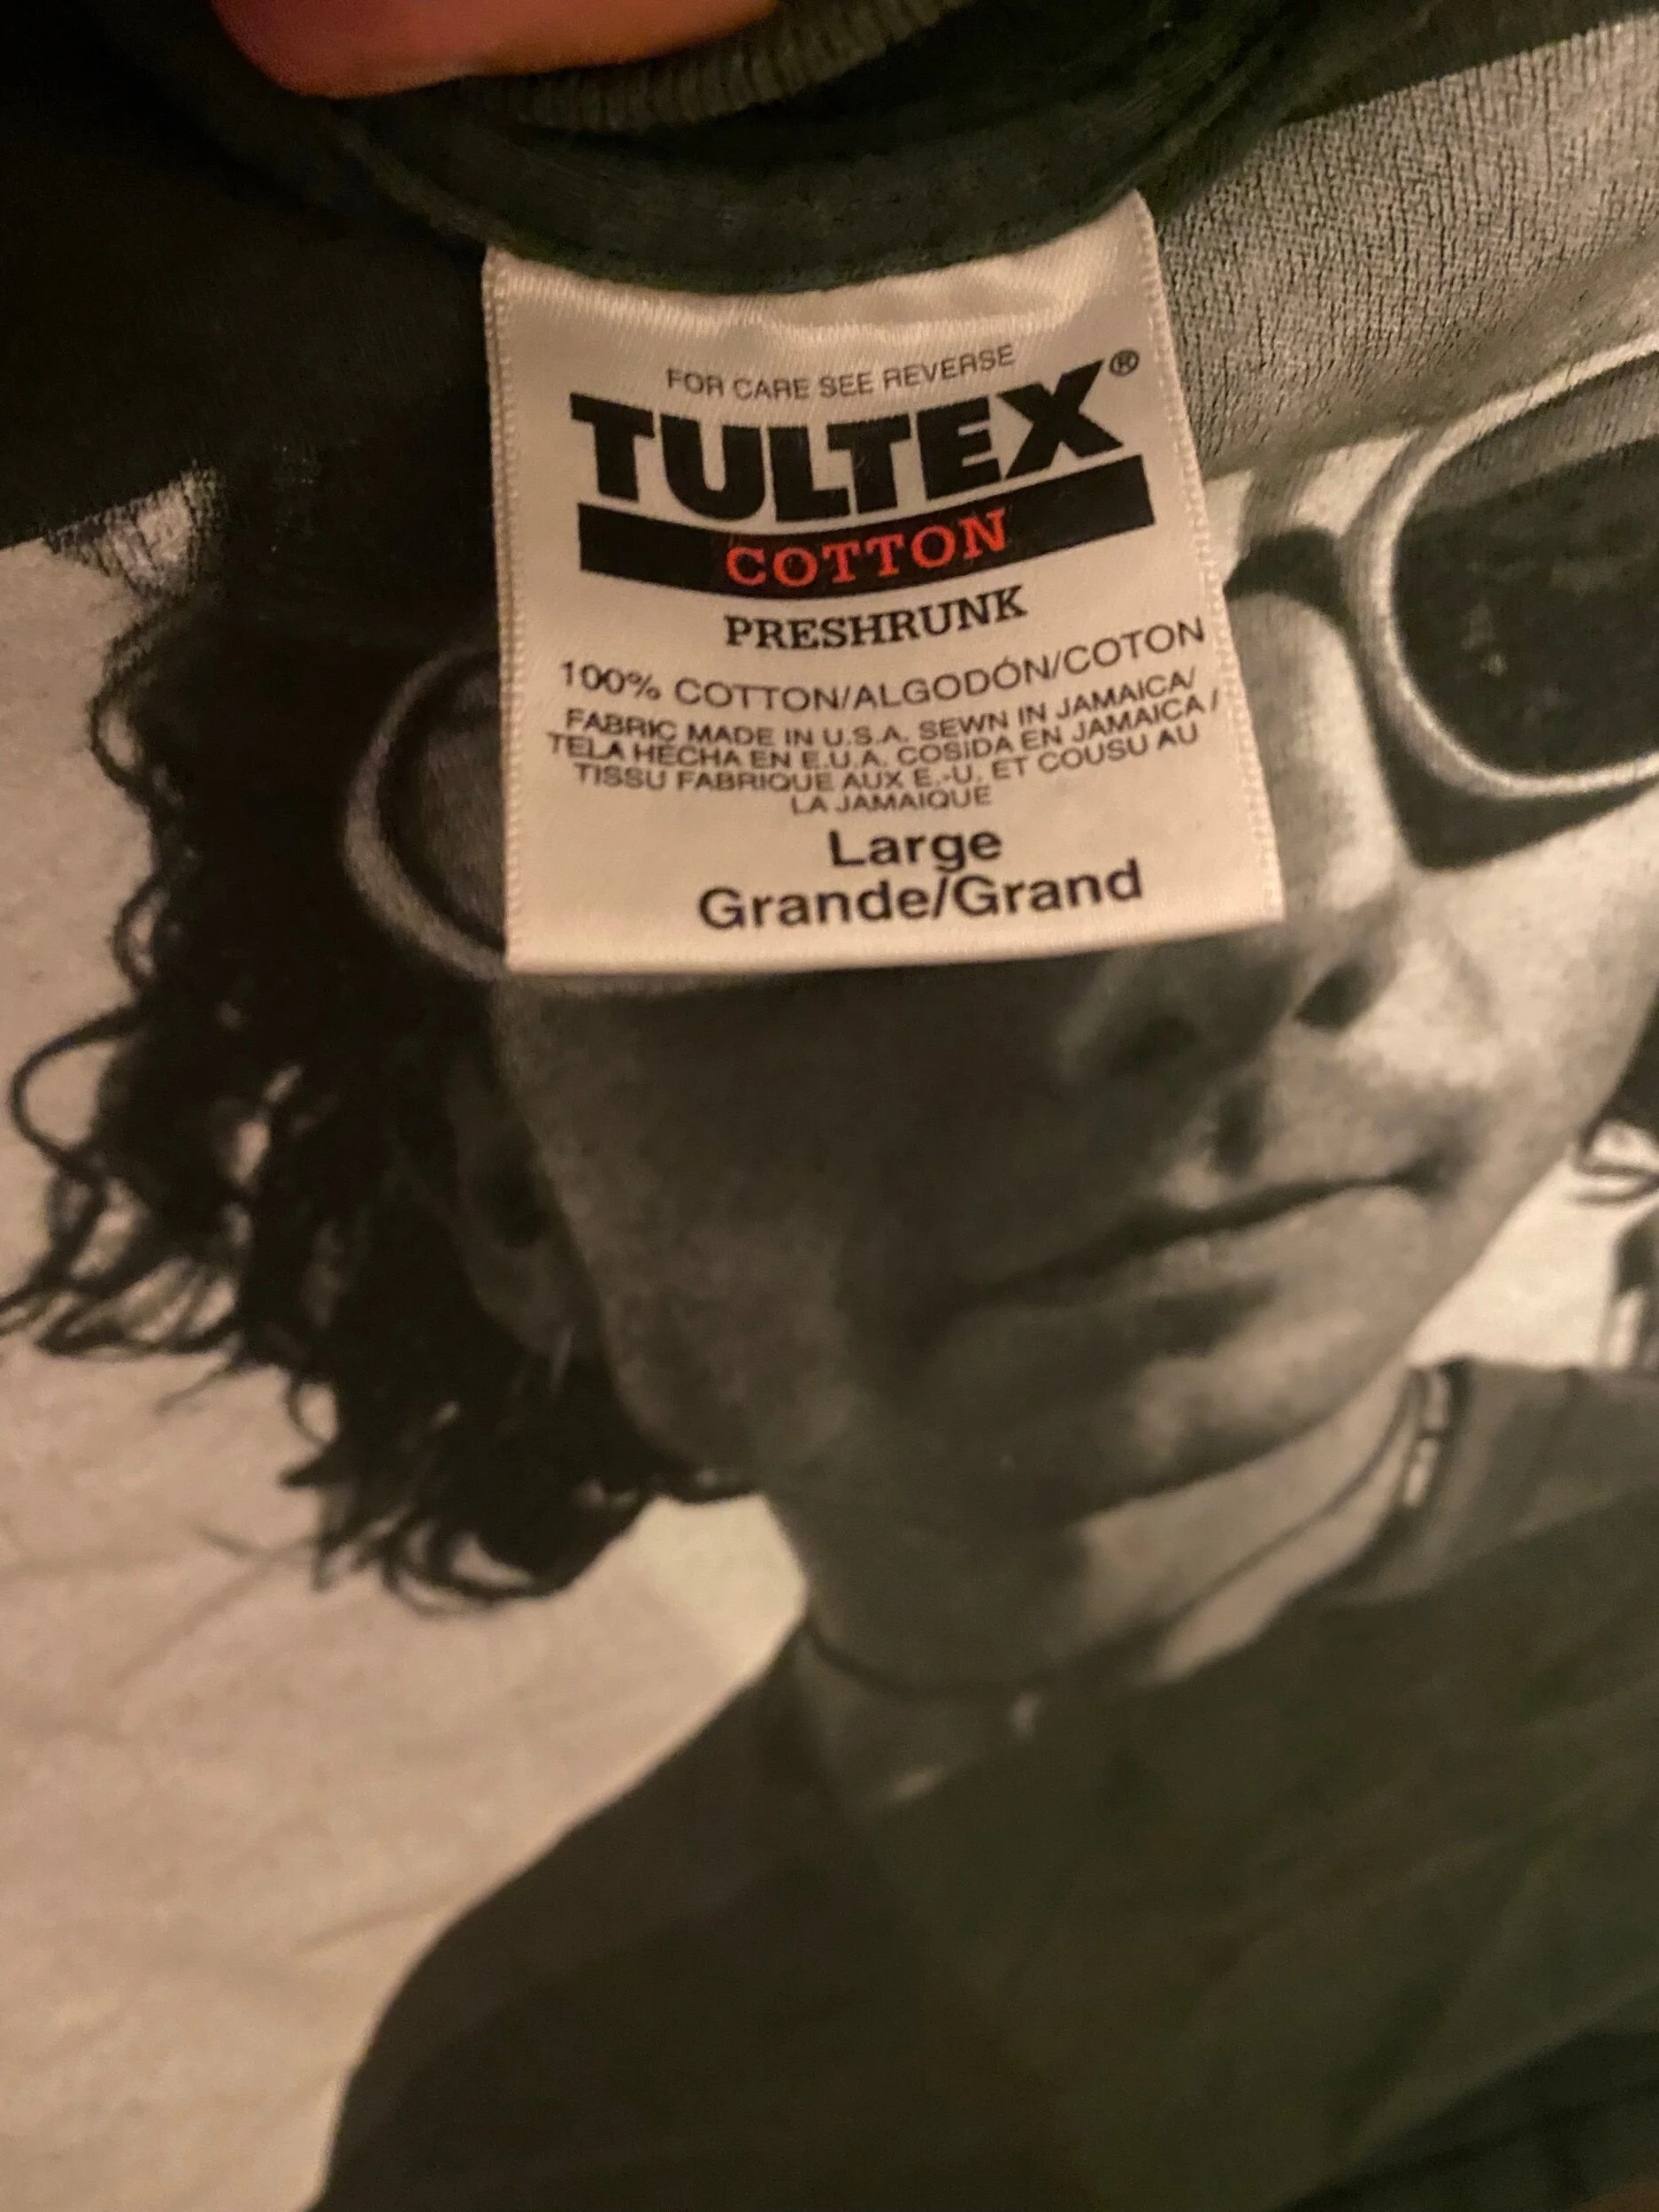 FOR CARE SEE REVERSE
TULTEX®
COTTON
PRESHRUNK
100% COTTON/ALGODÓN/COTON
FABRIC MADE IN U.S.A. SEWN IN JAMAICA/
TELA HECHA EN E.U.A. COSIDA EN JAMAICA /
TISSU FABRIQUE AUX E.-U. ET COUSU AU
LA JAMAIQUE
Large
Grande/Grand